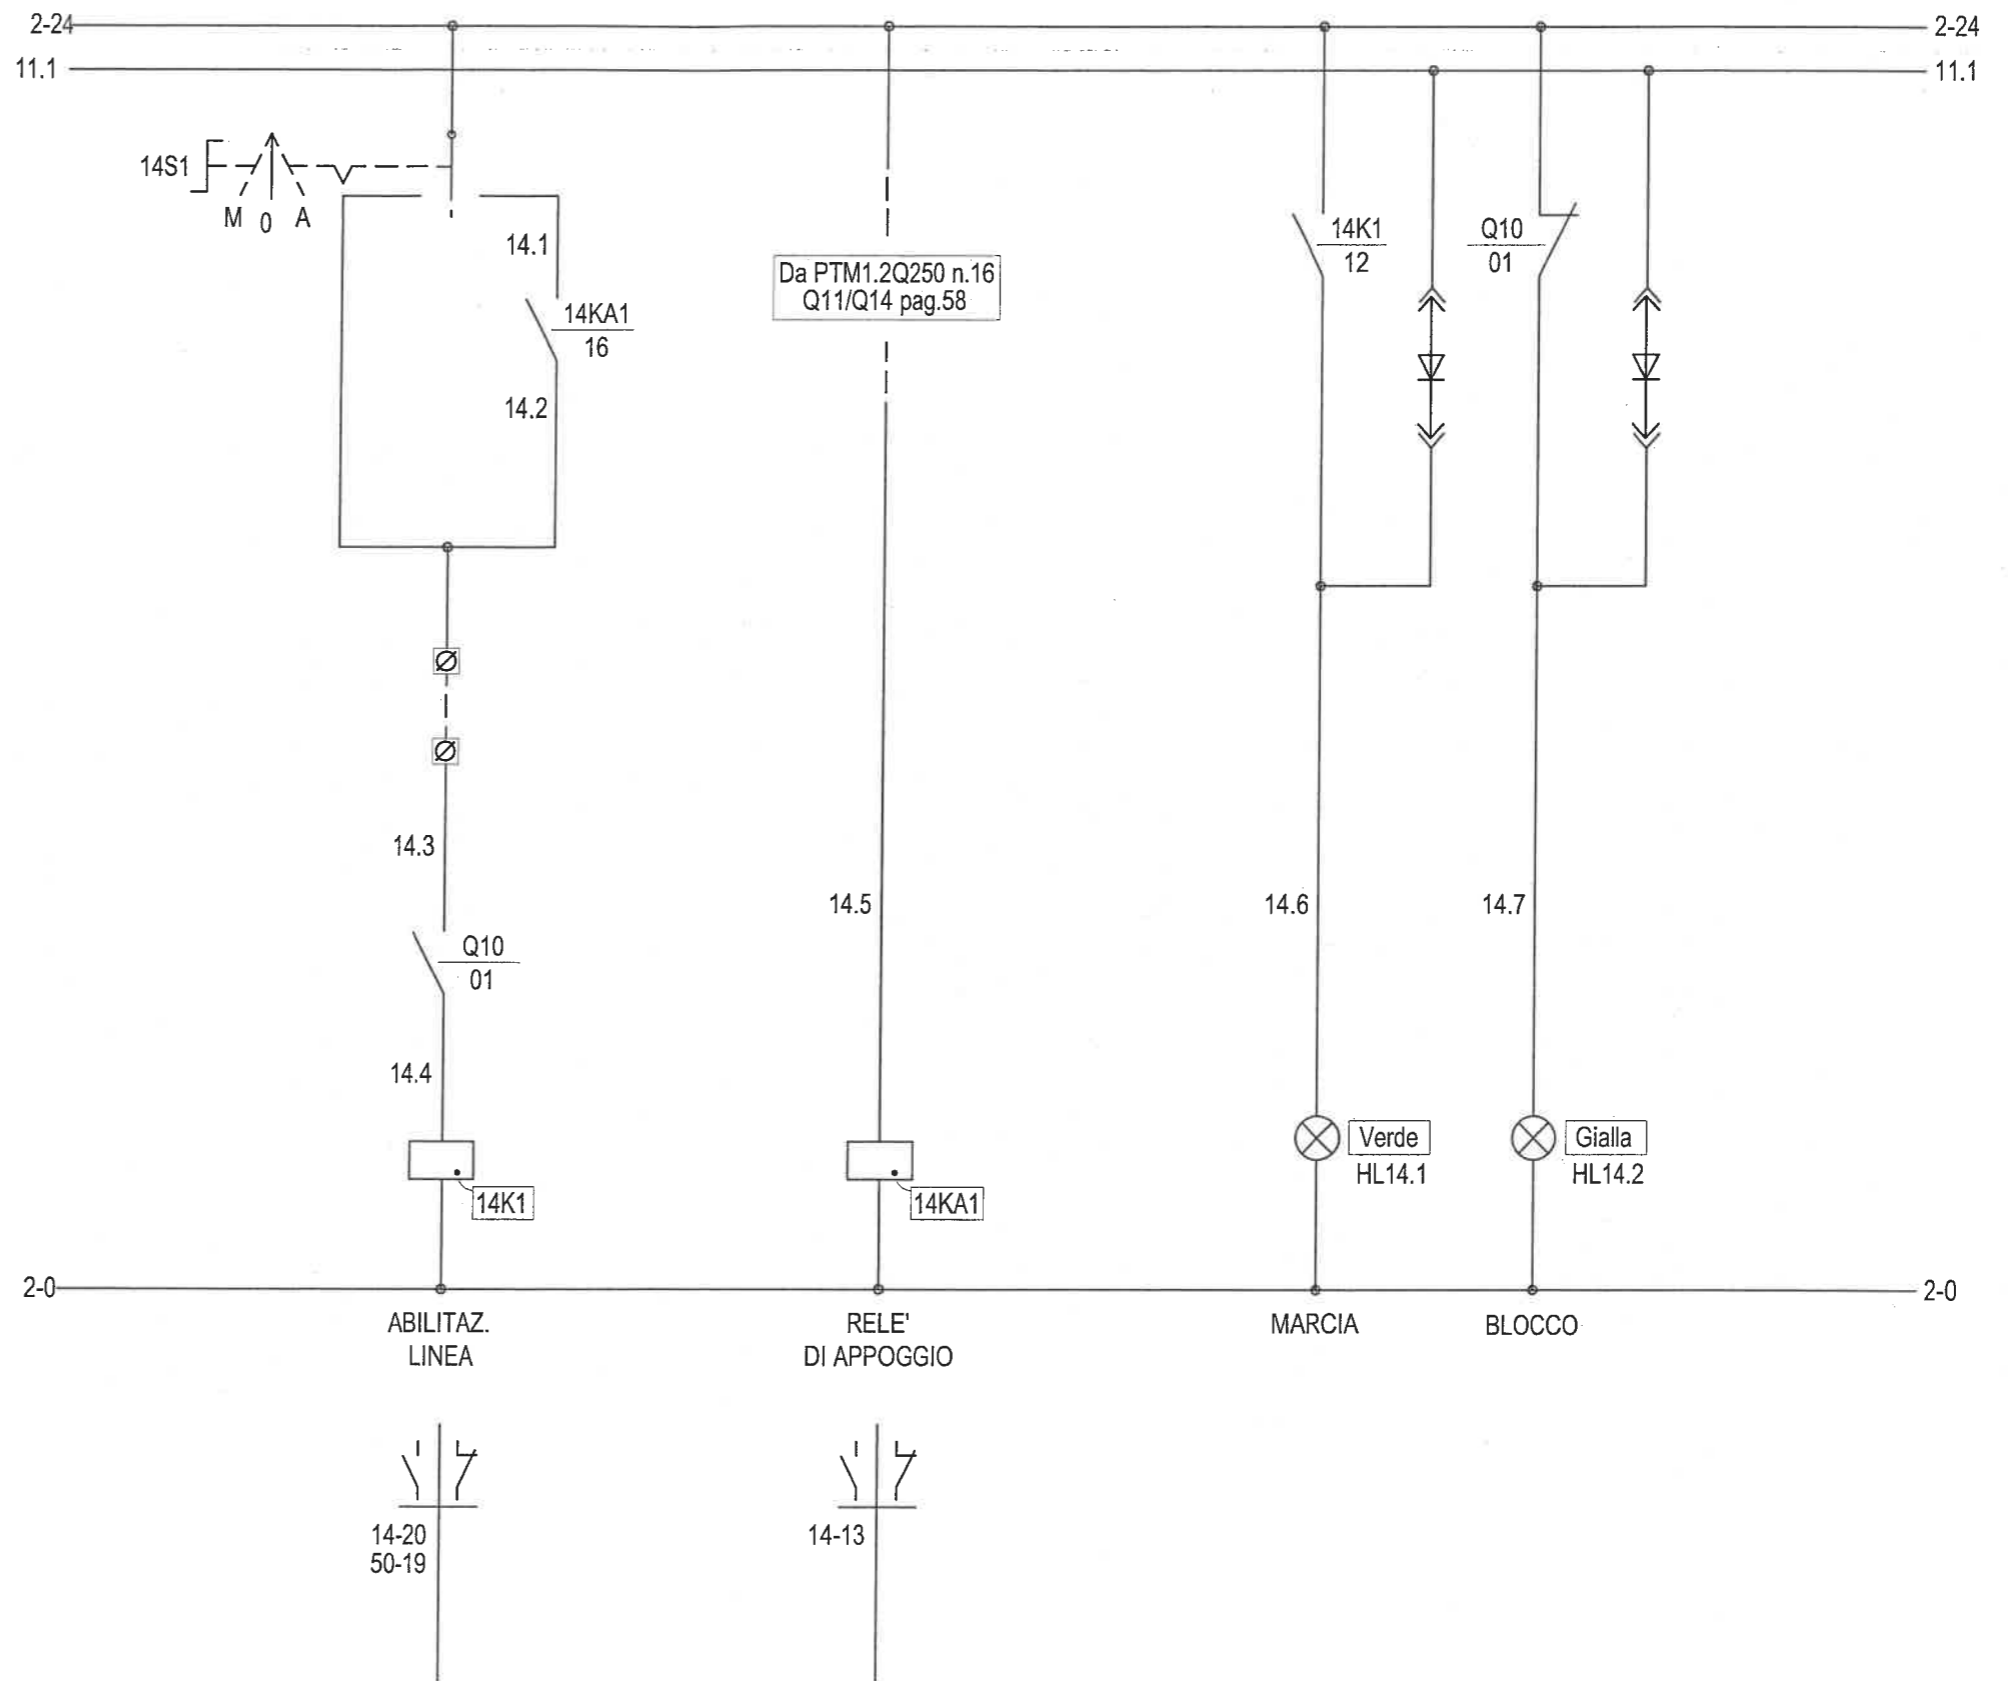 2-24
2-24
11.1
11.1
14S1
M 0 A
14.1
14KA1
16
14.2
Da PTM1.2Q250 n.16
Q11/Q14 pag.58
14K1
12
Q10
01
14.3
Q10
01
14.4
14K1
14.5
14KA1
14.6
14.7
Verde
HL14.1
Gialla
HL14.2
2-0
2-0
ABILITAZ.
LINEA
RELE'
DI APPOGGIO
MARCIA
BLOCCO
14-20
50-19
14-13